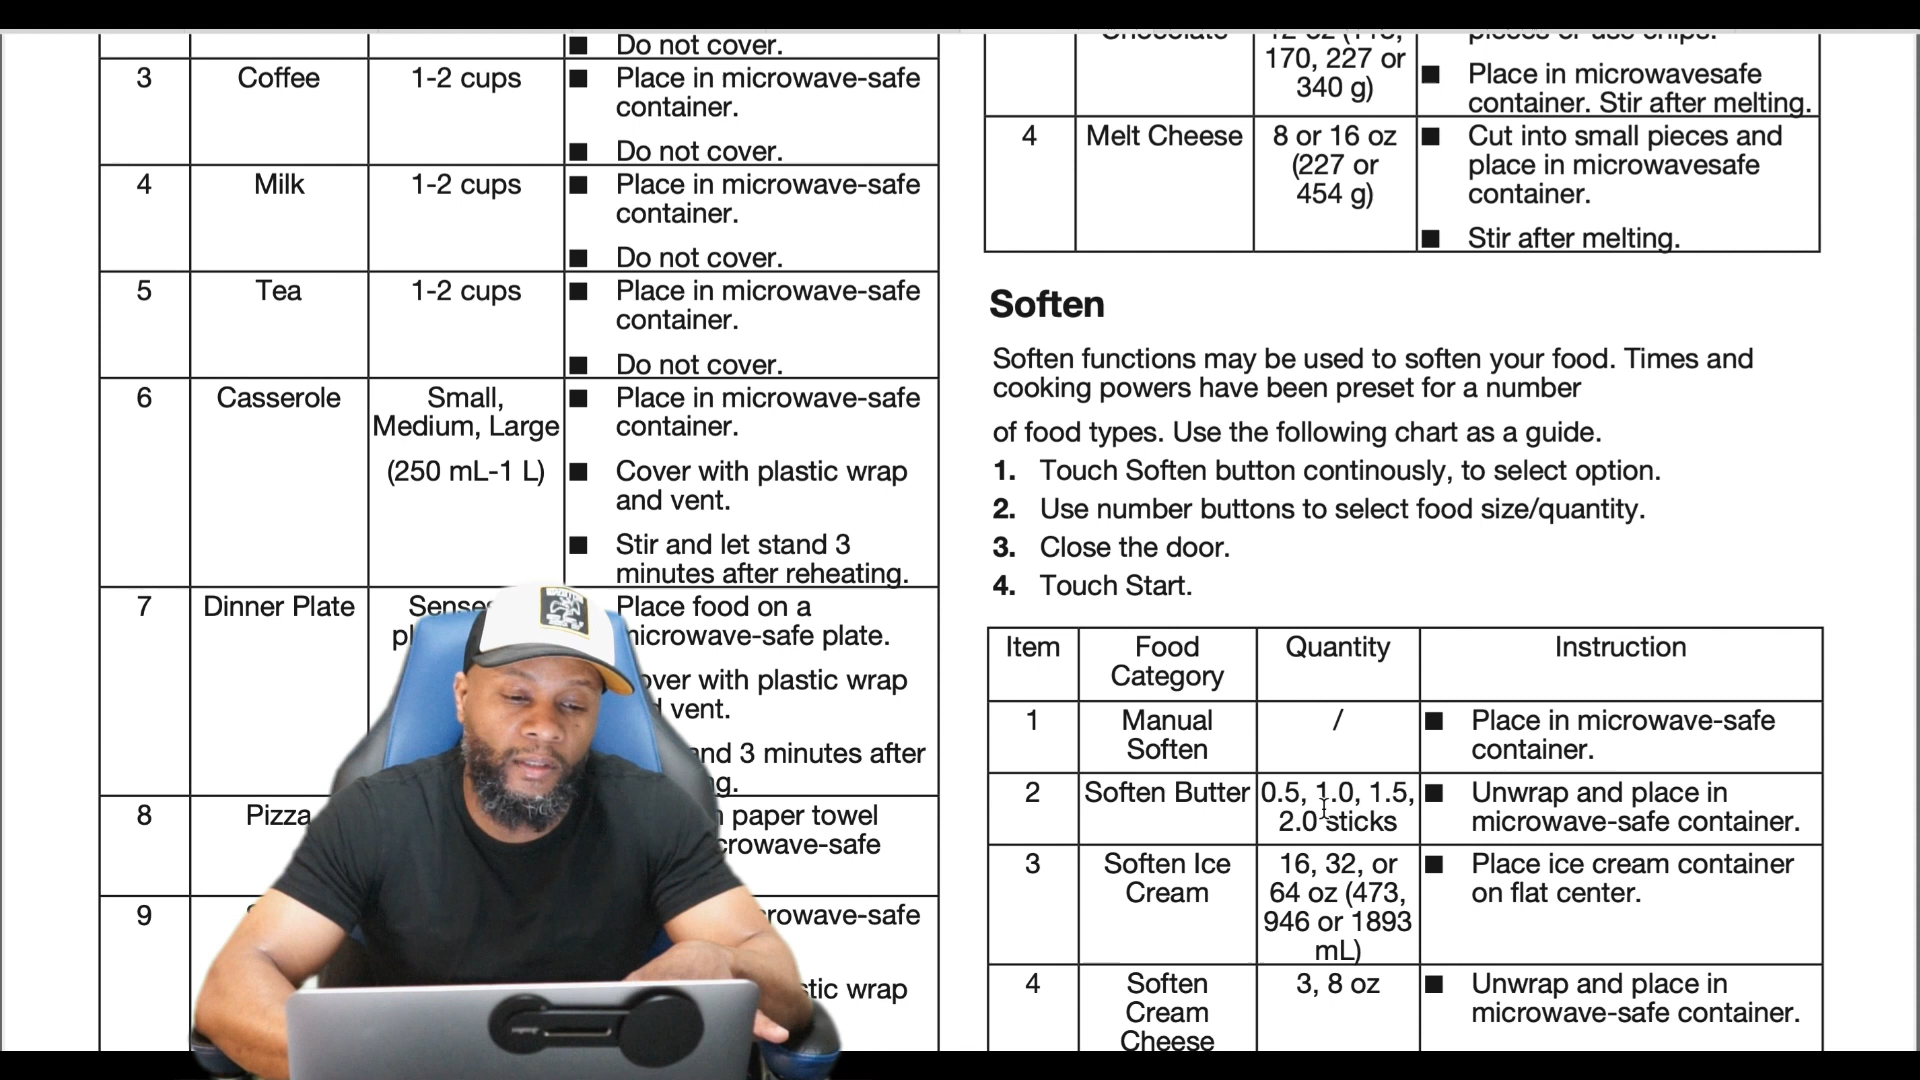 Do not cover.
3 Coffee 1-2 cups ■ Place in microwave-safe
container.
■ Do not cover.
4 Milk 1-2 cups ■ Place in microwave-safe
container.
■ Do not cover.
5 Tea 1-2 cups ■ Place in microwave-safe
container.
■ Do not cover.
6 Casserole Small, ■ Place in microwave-safe
Medium, Large container.
(250 mL-1 L) ■ Cover with plastic wrap
and vent.
■ Stir and let stand 3
minutes after reheating.
7 Dinner Plate Place food on a
microwave-safe plate.
with plastic wrap
vent.
3 minutes after
8 Pizza paper towel
9
wrap
Chocolate 12 oz
170, 227 or pieces or use chips.
340 g) ■ Place in microwavesafe
container. Stir after melting.
4 Melt Cheese 8 or 16 oz ■ Cut into small pieces and
(227 or place in microwavesafe
454 g) container.
■ Stir after melting.
Soften
Soften functions may be used to soften your food. Times and
cooking powers have been preset for a number
of food types. Use the following chart as a guide.
1. Touch Soften button continously, to select option.
2. Use number buttons to select food size/quantity.
3. Close the door.
4. Touch Start.
Item Food Quantity Instruction
Category
1 Manual / ■ Place in microwave-safe
Soften container.
2 Soften Butter 0.5, 1.0, 1.5, ■ Unwrap and place in
2.0 sticks microwave-safe container.
3 Soften Ice 16, 32, or ■ Place ice cream container
Cream 64 oz (473, on flat center.
946 or 1893
mL)
4 Soften 3, 8 oz ■ Unwrap and place in
Cream microwave-safe container.
Cheese